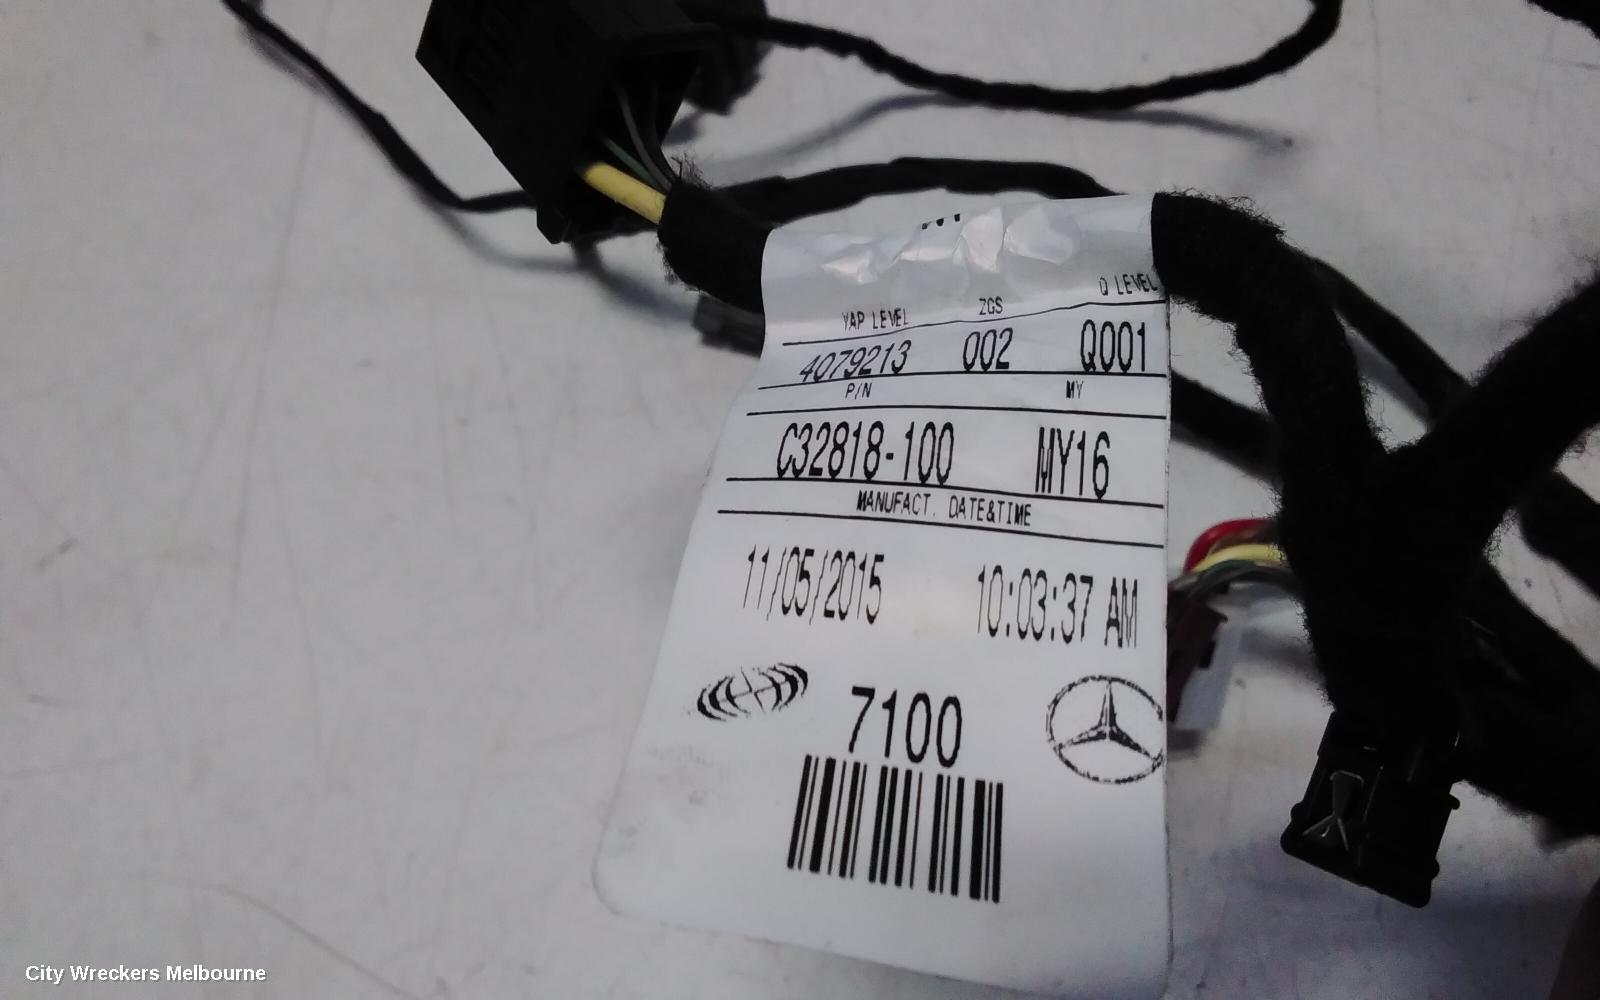 YAP LEVEL ZGS Q LEVEL
4079213 002 Q001
P/N MY
C32818-100 MY16
MANUFACT. DATE&TIME
11/05/2015 10:03:37 AM
7100
City Wreckers Melbourne